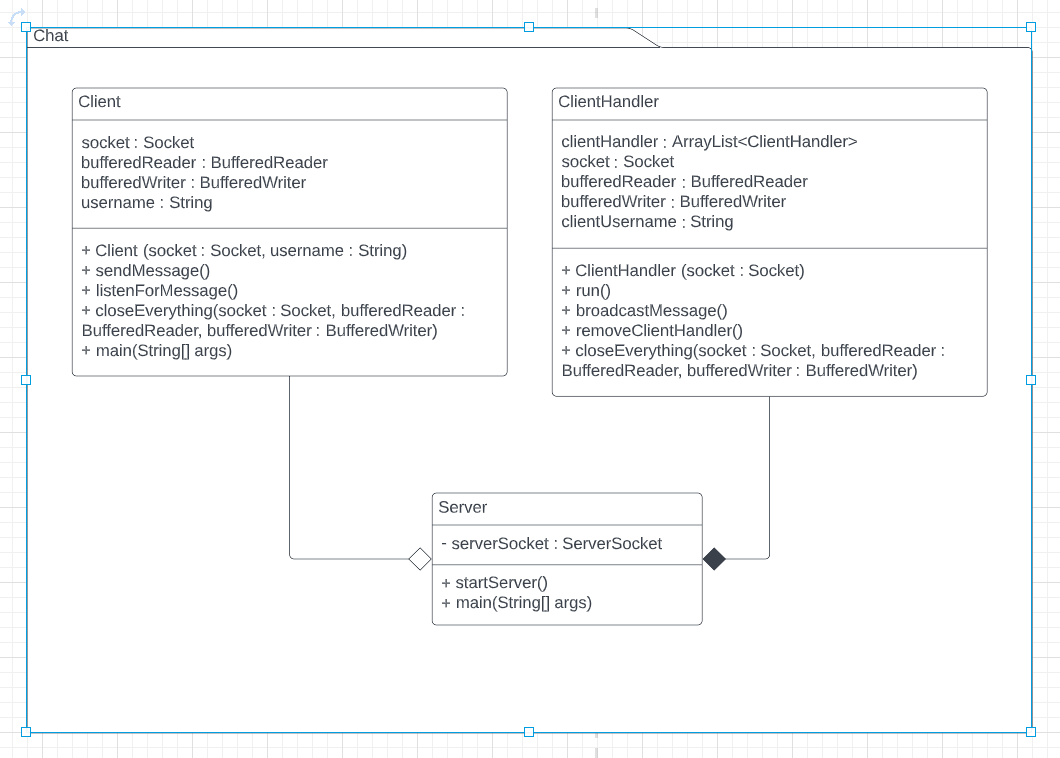 Chat
Client
socket : Socket
bufferedReader : BufferedReader
bufferedWriter : BufferedWriter
username : String
+ Client (socket : Socket, username : String)
+ sendMessage()
+ listenForMessage()
+ closeEverything(socket : Socket, bufferedReader :
BufferedReader, bufferedWriter : BufferedWriter)
+ main(String[] args)
ClientHandler
clientHandler : ArrayList<ClientHandler>
socket : Socket
bufferedReader : BufferedReader
bufferedWriter : BufferedWriter
clientUsername : String
+ ClientHandler (socket : Socket)
+ run()
+ broadcastMessage()
+ removeClientHandler()
+ closeEverything(socket : Socket, bufferedReader :
BufferedReader, bufferedWriter : BufferedWriter)
Server
- serverSocket : ServerSocket
+ startServer()
+ main(String[] args)